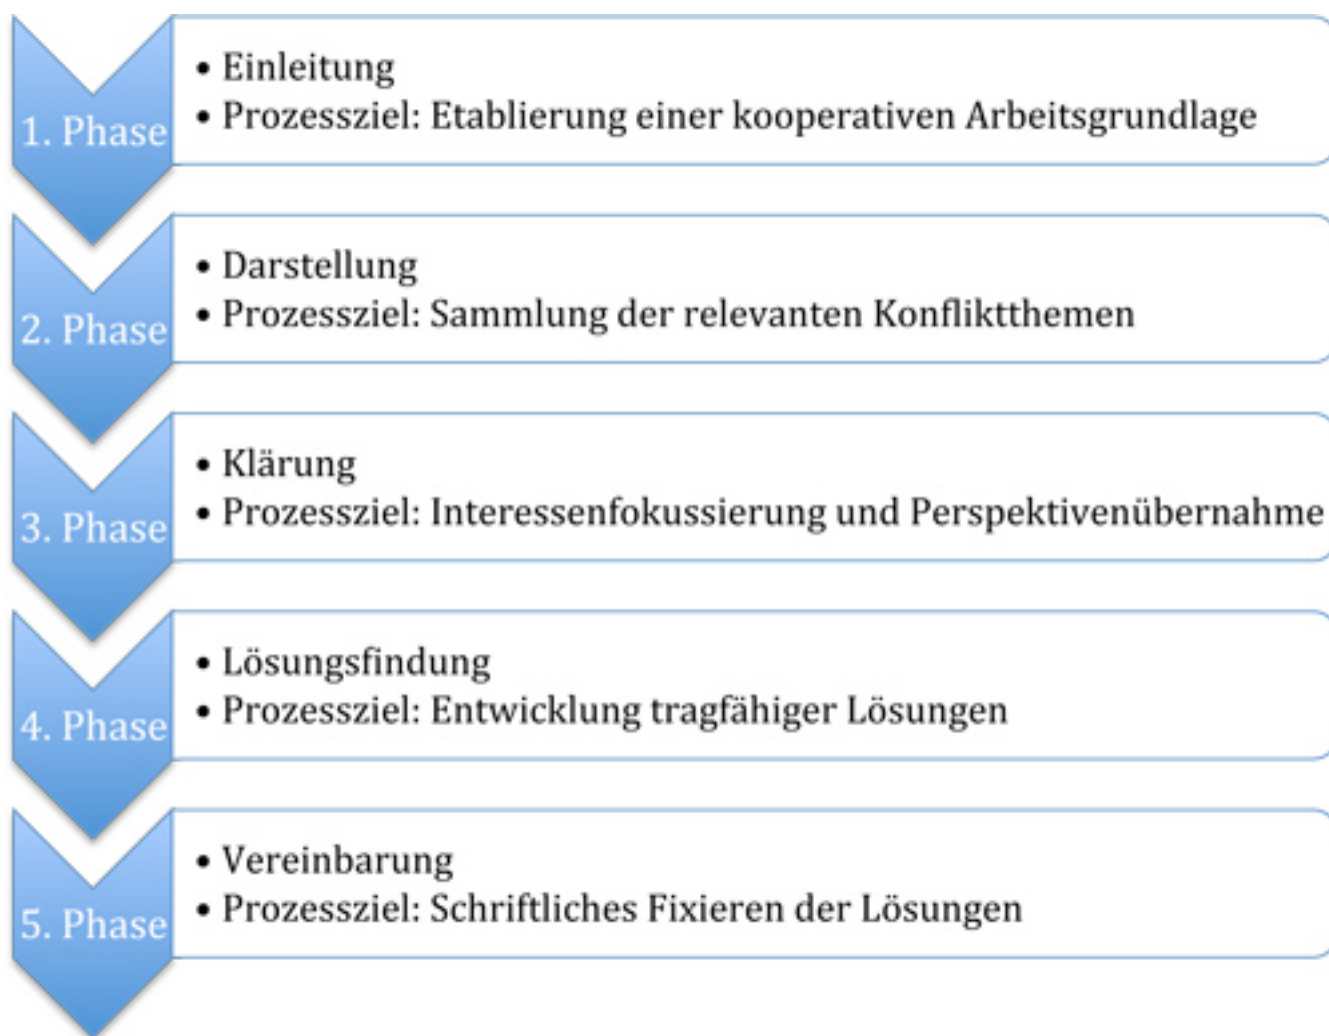 1. Phase
• Einleitung
• Prozessziel: Etablierung einer kooperativen Arbeitsgrundlage
2. Phase
• Darstellung
• Prozessziel: Sammlung der relevanten Konfliktthemen
3. Phase
• Klärung
• Prozessziel: Interessenfokussierung und Perspektivenübernahme
4. Phase
• Lösungsfindung
• Prozessziel: Entwicklung tragfähiger Lösungen
5. Phase
• Vereinbarung
• Prozessziel: Schriftliches Fixieren der Lösungen